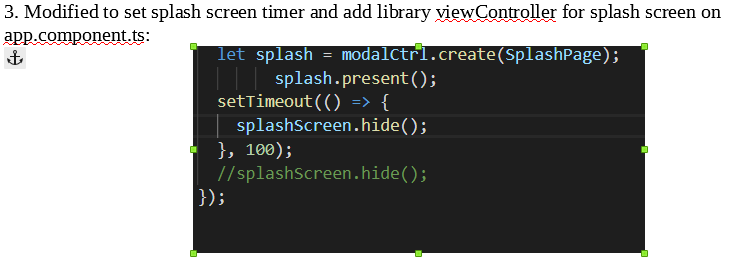 3. Modified to set splash screen timer and add library viewController for splash screen on
app.component.ts:
let splash = modalCtrl.create(SplashPage);
splash.present();
setTimeout(() => {
splashScreen.hide();
}, 100);
//splashScreen.hide();
});